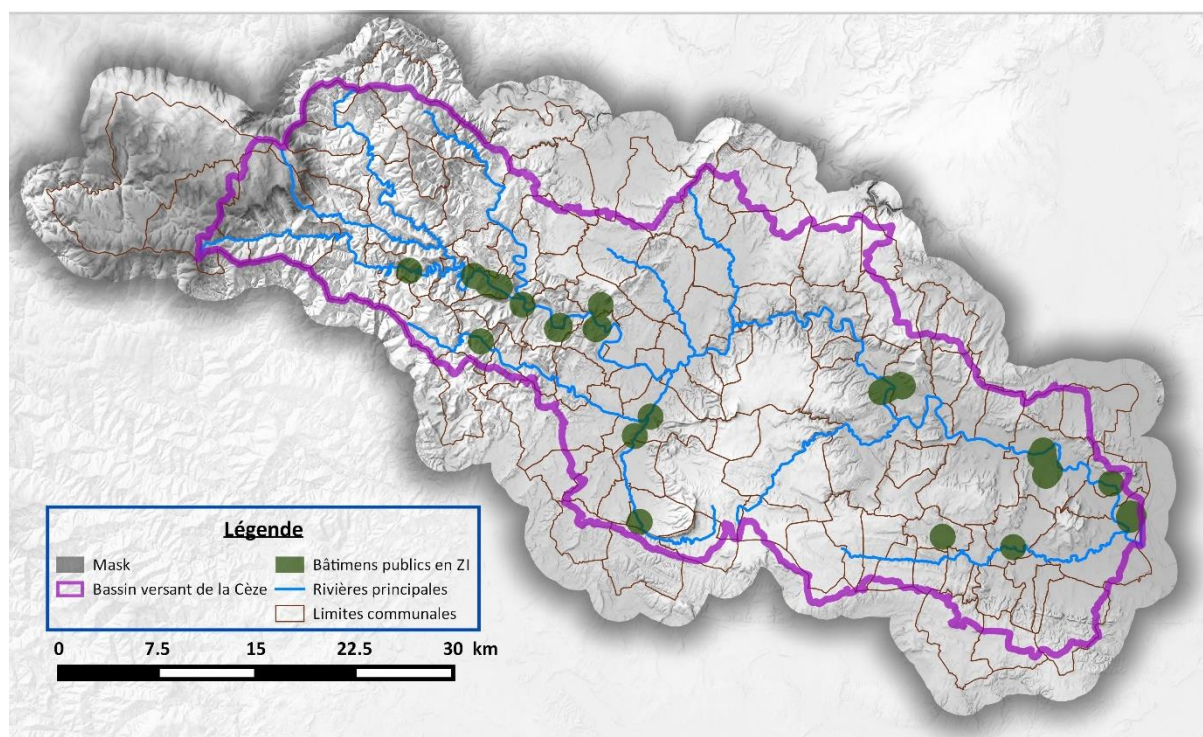 Légende
Mask
Bâtimens publics en ZI
Bassin versant de la Cèze
Rivières principales
Limites communales
0 7.5 15 22.5 30 km